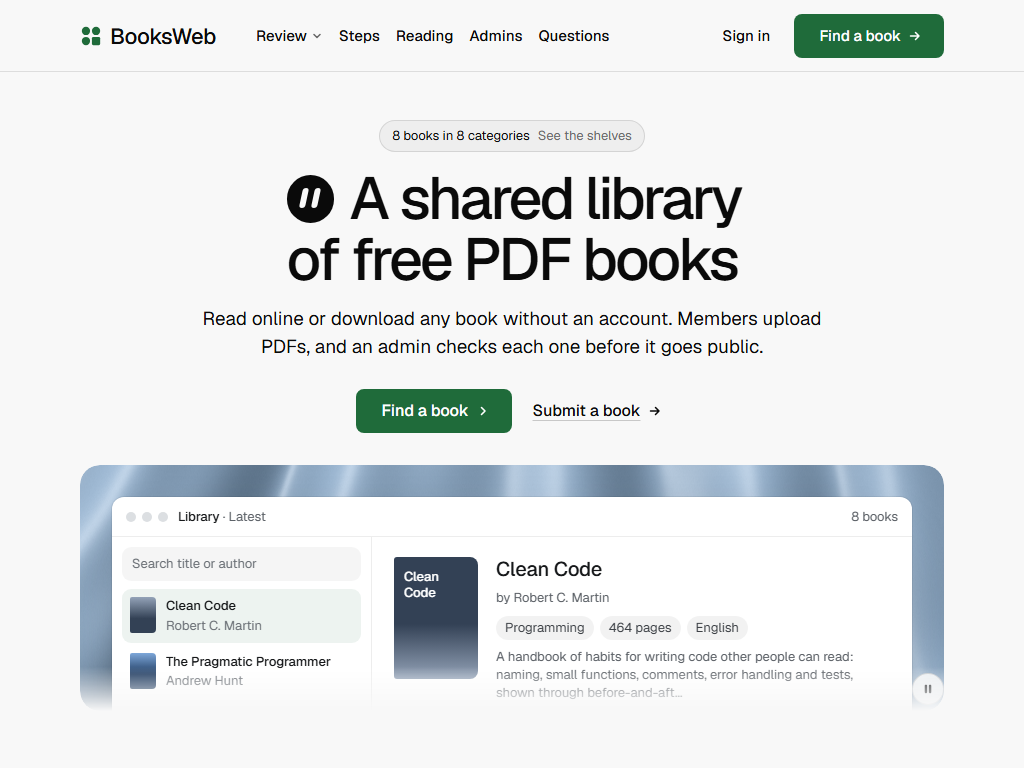 BooksWeb
Review
Steps
Reading
Admins
Questions
Sign in
Find a book
8 books in 8 categories See the shelves
A shared library
of free PDF books
Read online or download any book without an account. Members upload
PDFs, and an admin checks each one before it goes public.
Find a book
Submit a book
Library · Latest
8 books
Search title or author
Clean Code
Robert C. Martin
The Pragmatic Programmer
Andrew Hunt
Clean
Code
Clean Code
by Robert C. Martin
Programming
464 pages
English
A handbook of habits for writing code other people can read:
naming, small functions, comments, error handling and tests,
shown through before-and-aft...